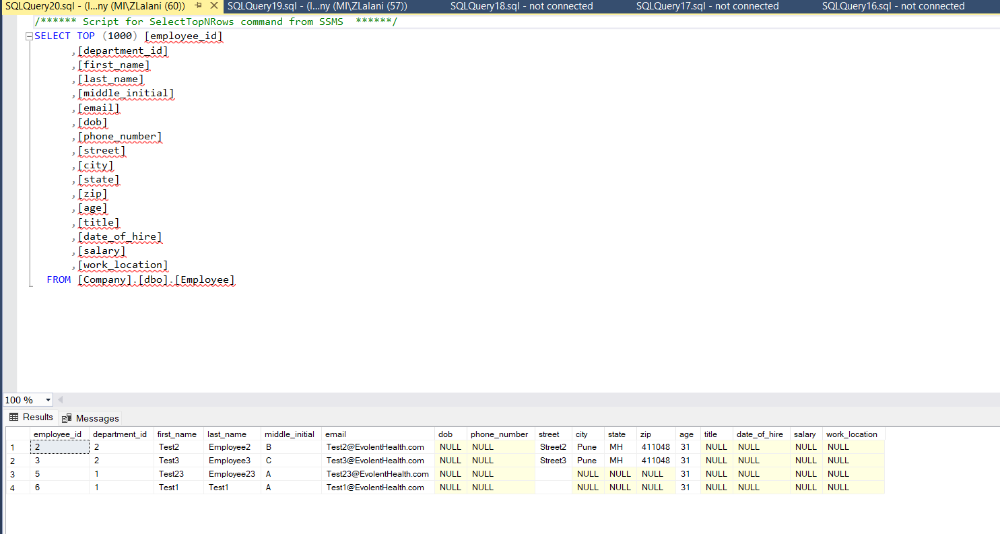 SQLQuery20.sql - (l...ny (MI\ZLalani (60)) SQLQuery19.sql - (l...ny (MI\ZLalani (57)) SQLQuery18.sql - not connected SQLQuery17.sql - not connected SQLQuery16.sql - not connected
/****** Script for SelectTopNRows command from SSMS  ******/
SELECT TOP (1000) [employee_id]
,[department_id]
,[first_name]
,[last_name]
,[middle_initial]
,[email]
,[dob]
,[phone_number]
,[street]
,[city]
,[state]
,[zip]
,[age]
,[title]
,[date_of_hire]
,[salary]
,[work_location]
FROM [Company].[dbo].[Employee]
100 %
Results Messages
employee_id department_id first_name last_name middle_initial email dob phone_number street city state zip age title date_of_hire salary work_location
1 2 2 Test2 Employee2 B Test2@EvolentHealth.com NULL NULL Street2 Pune MH 411048 31 NULL NULL NULL NULL
2 3 2 Test3 Employee3 C Test3@EvolentHealth.com NULL NULL Street3 Pune MH 411048 31 NULL NULL NULL NULL
3 5 1 Test23 Employee23 A Test23@EvolentHealth.com NULL NULL NULL NULL NULL 31 NULL NULL NULL NULL
4 6 1 Test1 Test1 A Test1@EvolentHealth.com NULL NULL NULL NULL NULL 31 NULL NULL NULL NULL